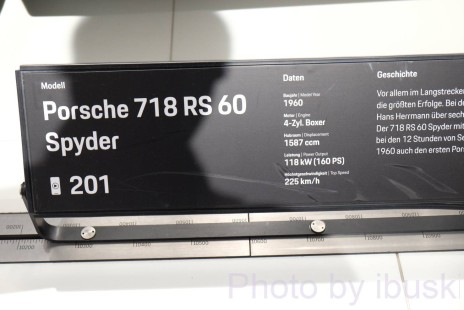 Modell
Porsche 718 RS 60
Spyder
201
Daten
Baujahr | Model Year
1960
Motor | Engine
4-Zyl. Boxer
Hubraum | Displacement
1587 ccm
Leistung | Power Output
118 kW (160 PS)
Höchstgeschwindigkeit | Top Speed
225 km/h
Geschichte
Vor allem im Langstrecken
die größten Erfolge. Bei d
Hans Herrmann über sech
Der 718 RS 60 Spyder mit
bei den 12 Stunden von Se
1960 auch den ersten Por
Photo by ibuski